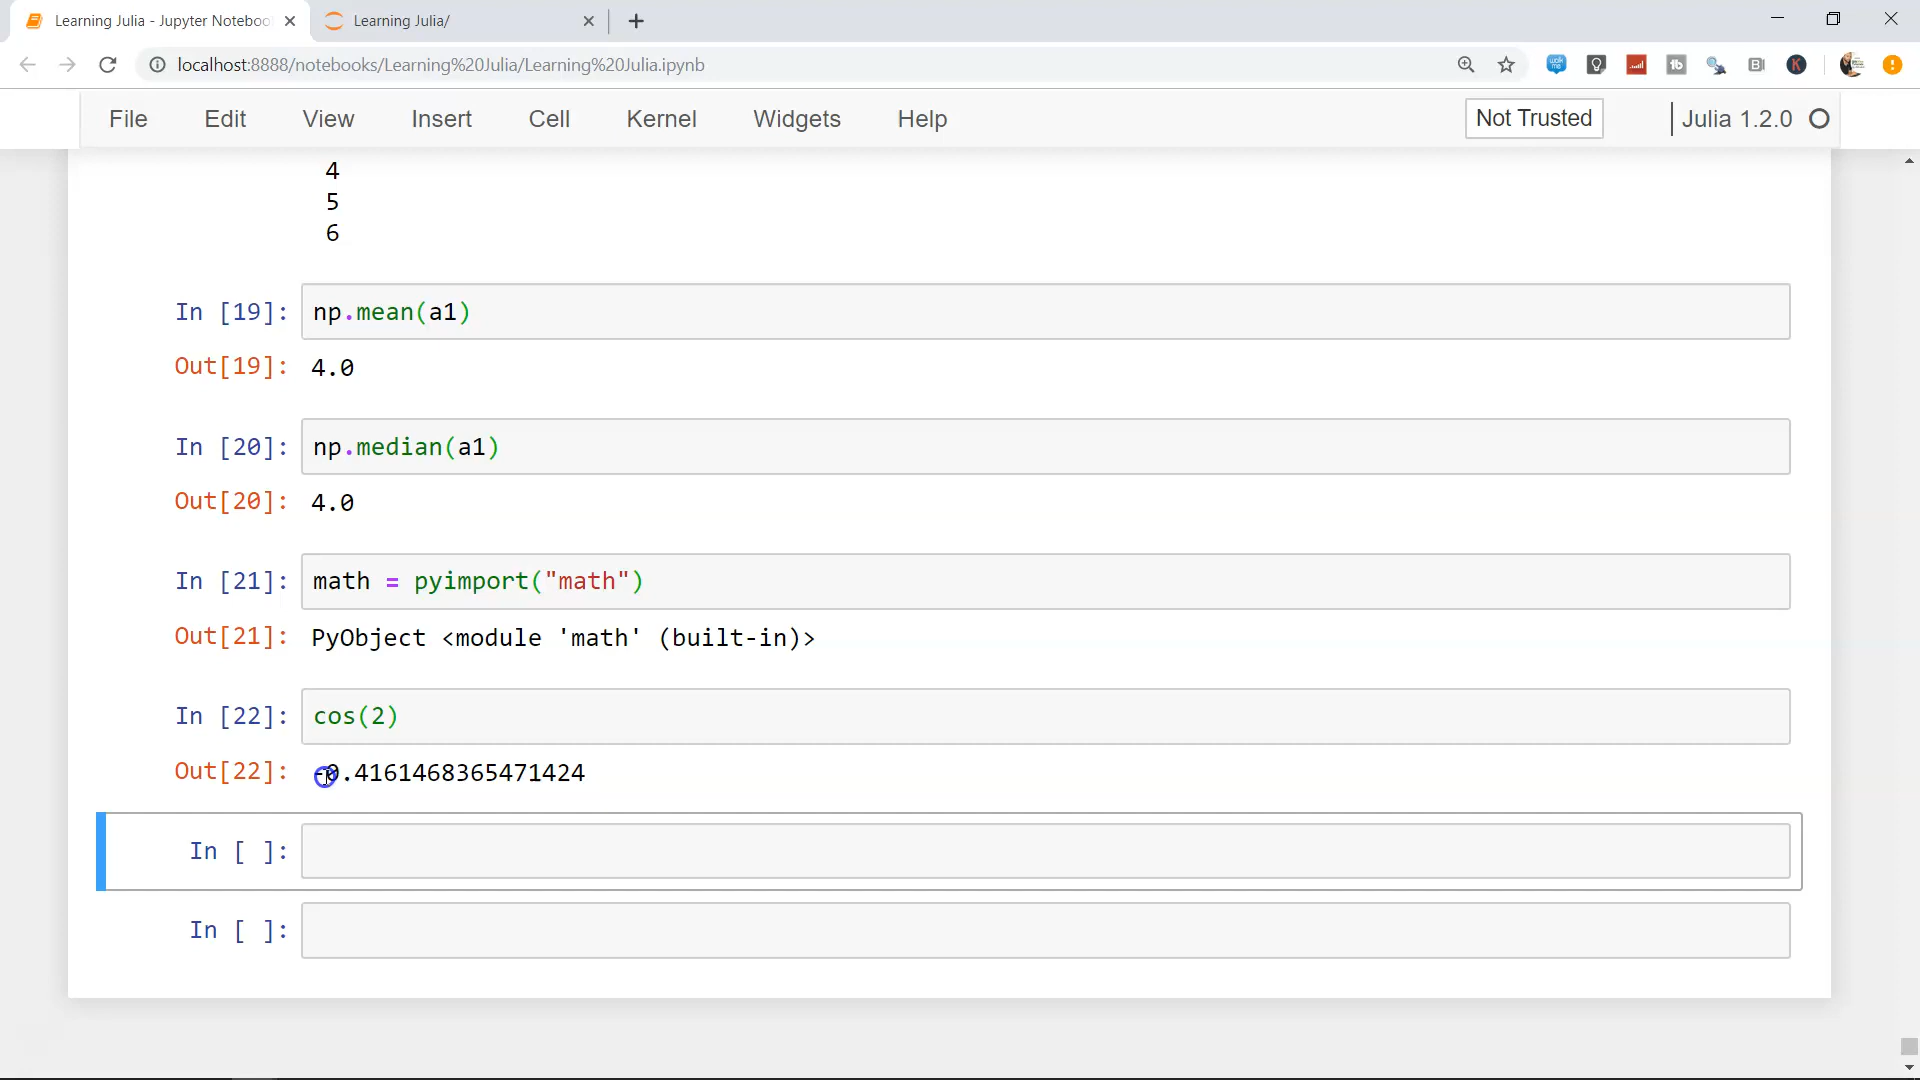 Learning Julia - Jupyter Noteboo
Learning Julia/
localhost:8888/notebooks/Learning%20Julia/Learning%20Julia.ipynb
File Edit View Insert Cell Kernel Widgets Help Not Trusted Julia 1.2.0
4
5
6
In [19]: np.mean(a1)
Out[19]: 4.0
In [20]: np.median(a1)
Out[20]: 4.0
In [21]: math = pyimport("math")
Out[21]: PyObject <module 'math' (built-in)>
In [22]: cos(2)
Out[22]: -0.4161468365471424
In [ ]:
In [ ]: